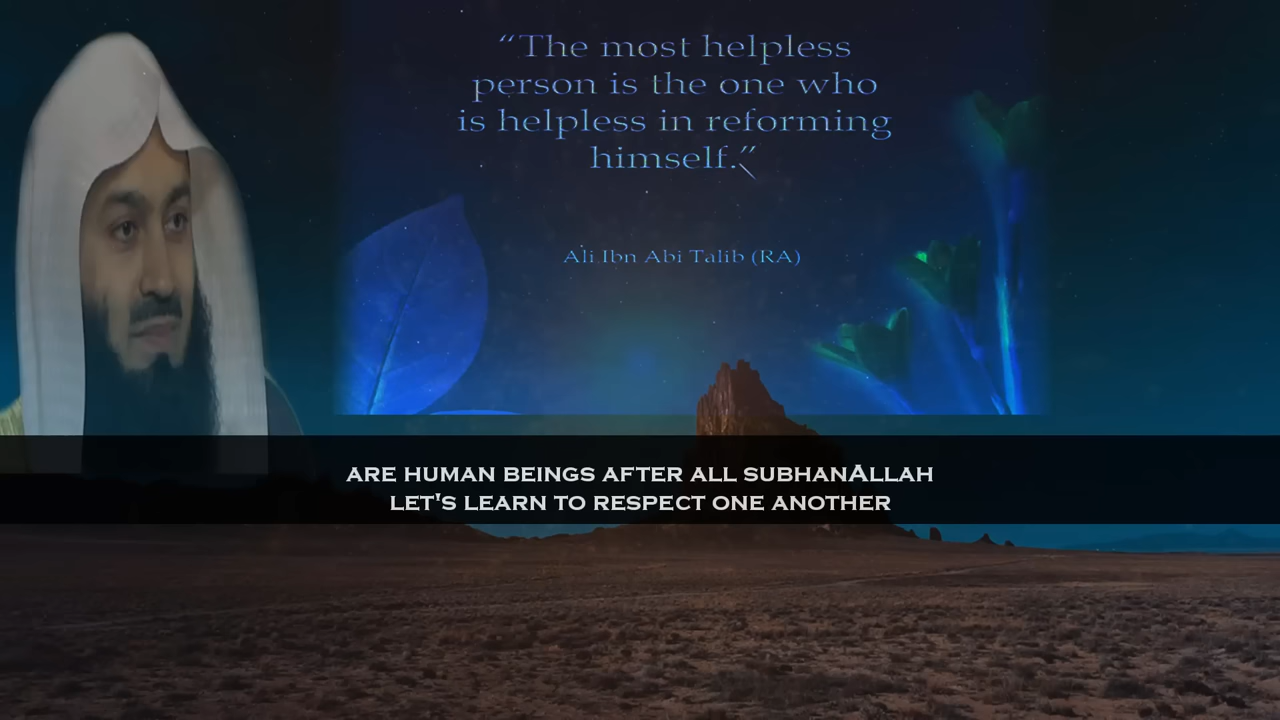 “The most helpless
person is the one who
is helpless in reforming
himself.”
Ali Ibn Abi Talib (RA)
ARE HUMAN BEINGS AFTER ALL SUBHANALLAH
LET'S LEARN TO RESPECT ONE ANOTHER